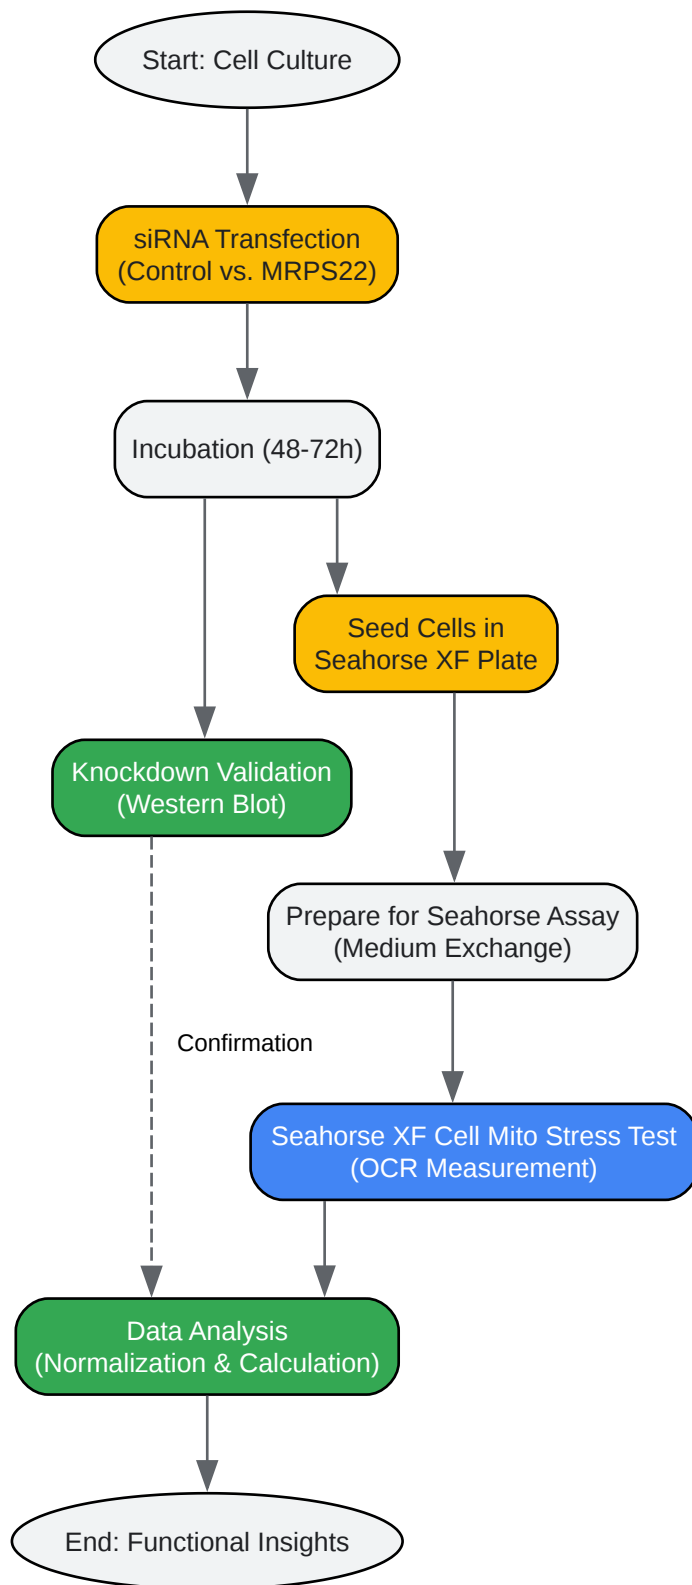 Start: Cell Culture
siRNA Transfection
(Control vs. MRPS22)
Incubation (48-72h)
Seed Cells in
Seahorse XF Plate
Knockdown Validation
(Western Blot)
Prepare for Seahorse Assay
(Medium Exchange)
Confirmation
Seahorse XF Cell Mito Stress Test
(OCR Measurement)
Data Analysis
(Normalization & Calculation)
End: Functional Insights